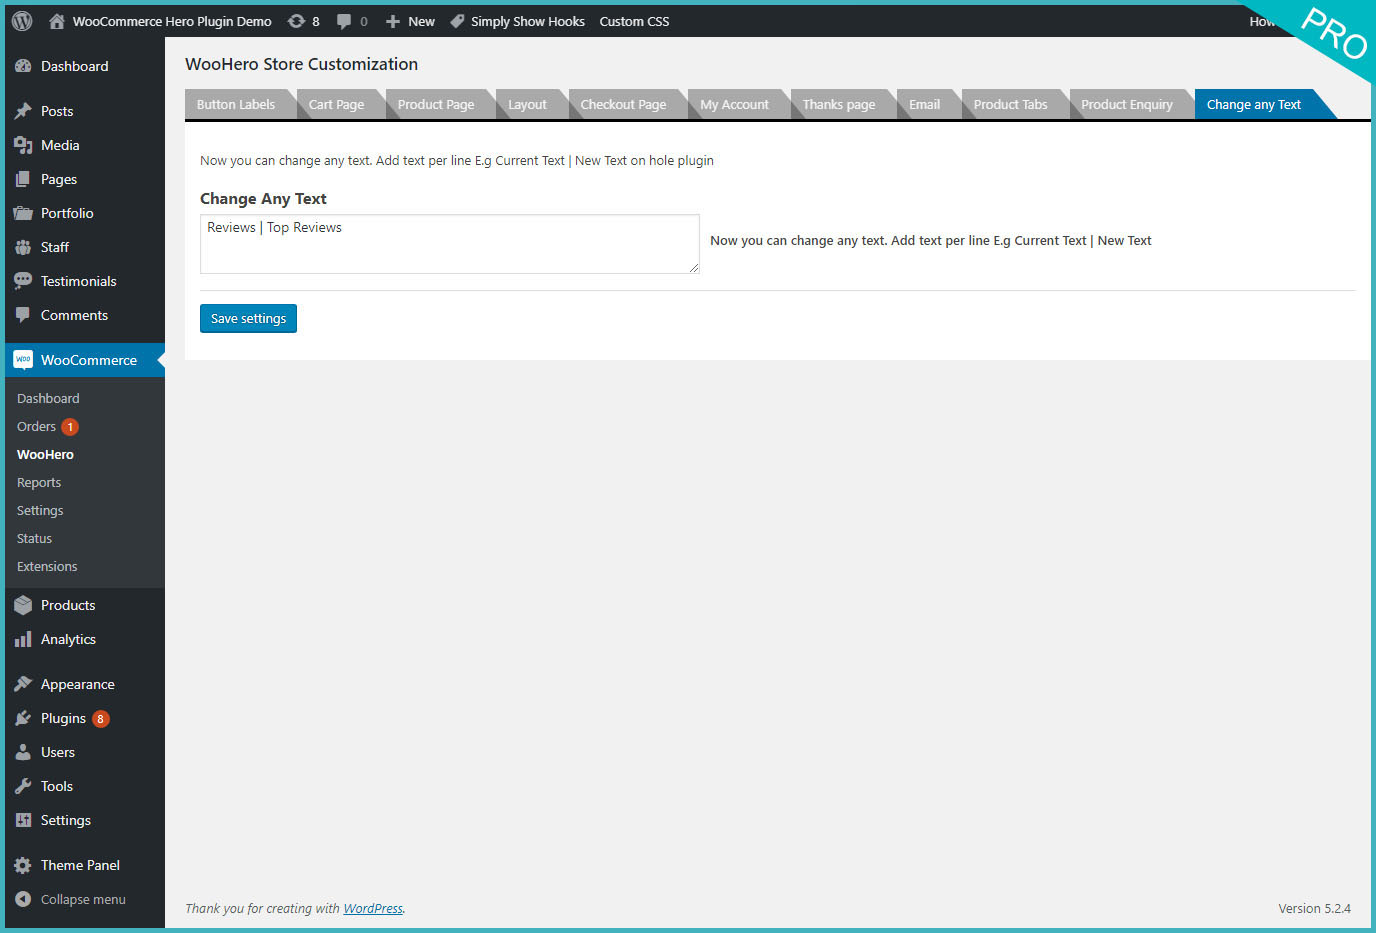 WooCommerce Hero Plugin Demo 8 0 New Simply Show Hooks Custom CSS How
PRO
Dashboard
Posts
Media
Pages
Portfolio
Staff
Testimonials
Comments
woo WooCommerce
Dashboard
Orders 1
WooHero
Reports
Settings
Status
Extensions
Products
Analytics
Appearance
Plugins 8
Users
Tools
Settings
Theme Panel
Collapse menu
WooHero Store Customization
Button Labels Cart Page Product Page Layout Checkout Page My Account Thanks page Email Product Tabs Product Enquiry Change any Text
Now you can change any text. Add text per line E.g Current Text | New Text on hole plugin
Change Any Text
Reviews | Top Reviews
Now you can change any text. Add text per line E.g Current Text | New Text
Save settings
Thank you for creating with WordPress.
Version 5.2.4